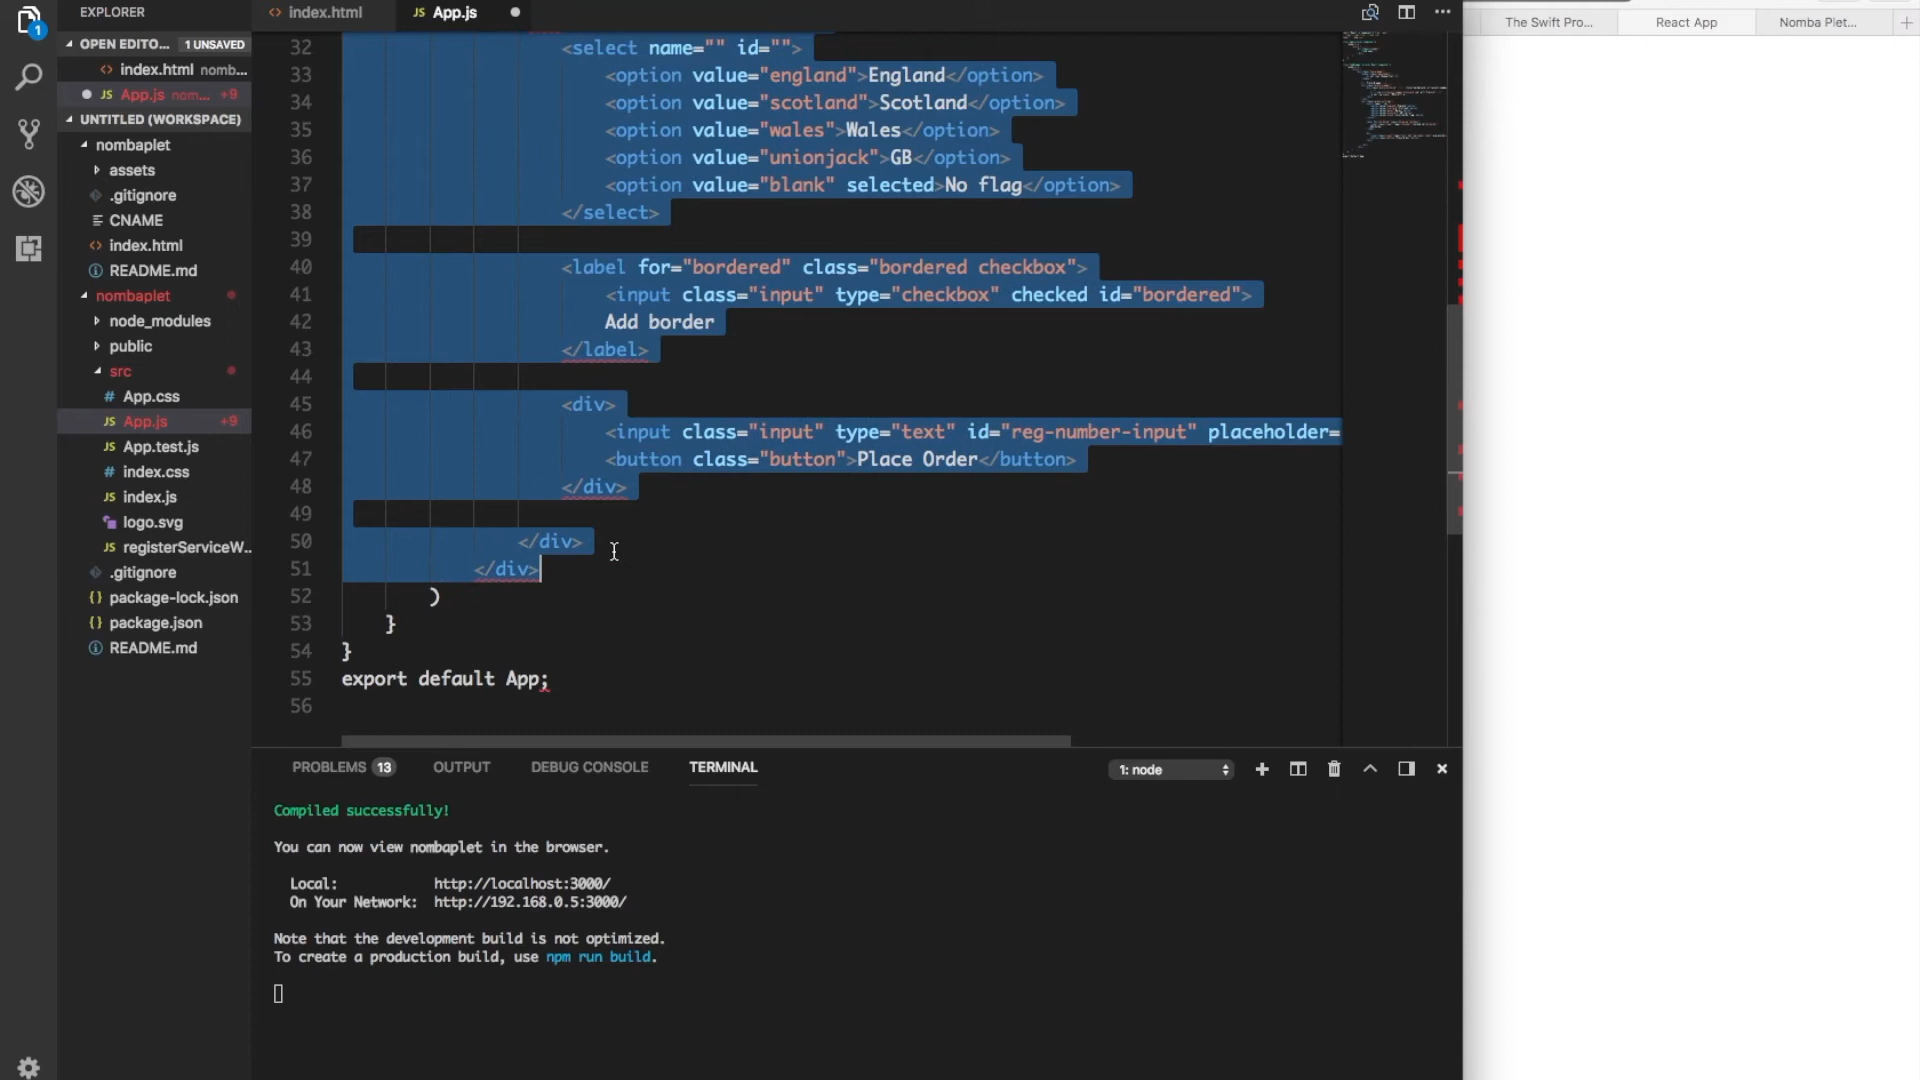 EXPLORER
index.html
App.js
The Swift Pro...
React App
Nomba Plet...
1
OPEN EDITO... 1 UNSAVED
index.html nomb...
JS App.js nom... +9
UNTITLED (WORKSPACE)
nombaplet
assets
.gitignore
CNAME
index.html
README.md
nombaplet
node_modules
public
src
# App.css
JS App.js +9
JS App.test.js
# index.css
JS index.js
logo.svg
JS registerServiceW...
.gitignore
{} package-lock.json
{} package.json
README.md
32 <select name="" id="">
33 <option value="england">England</option>
34 <option value="scotland">Scotland</option>
35 <option value="wales">Wales</option>
36 <option value="unionjack">GB</option>
37 <option value="blank" selected>No flag</option>
38 </select>
39
40 <label for="bordered" class="bordered checkbox">
41 <input class="input" type="checkbox" checked id="bordered">
42 Add border
43 </label>
44
45 <div>
46 <input class="input" type="text" id="reg-number-input" placeholder=
47 <button class="button">Place Order</button>
48 </div>
49
50 </div>
51 </div>
52 )
53 }
54 }
55 export default App;
56
PROBLEMS 13 OUTPUT DEBUG CONSOLE TERMINAL 1: node
Compiled successfully!
You can now view nombaplet in the browser.
Local: http://localhost:3000/
On Your Network: http://192.168.0.5:3000/
Note that the development build is not optimized.
To create a production build, use npm run build.